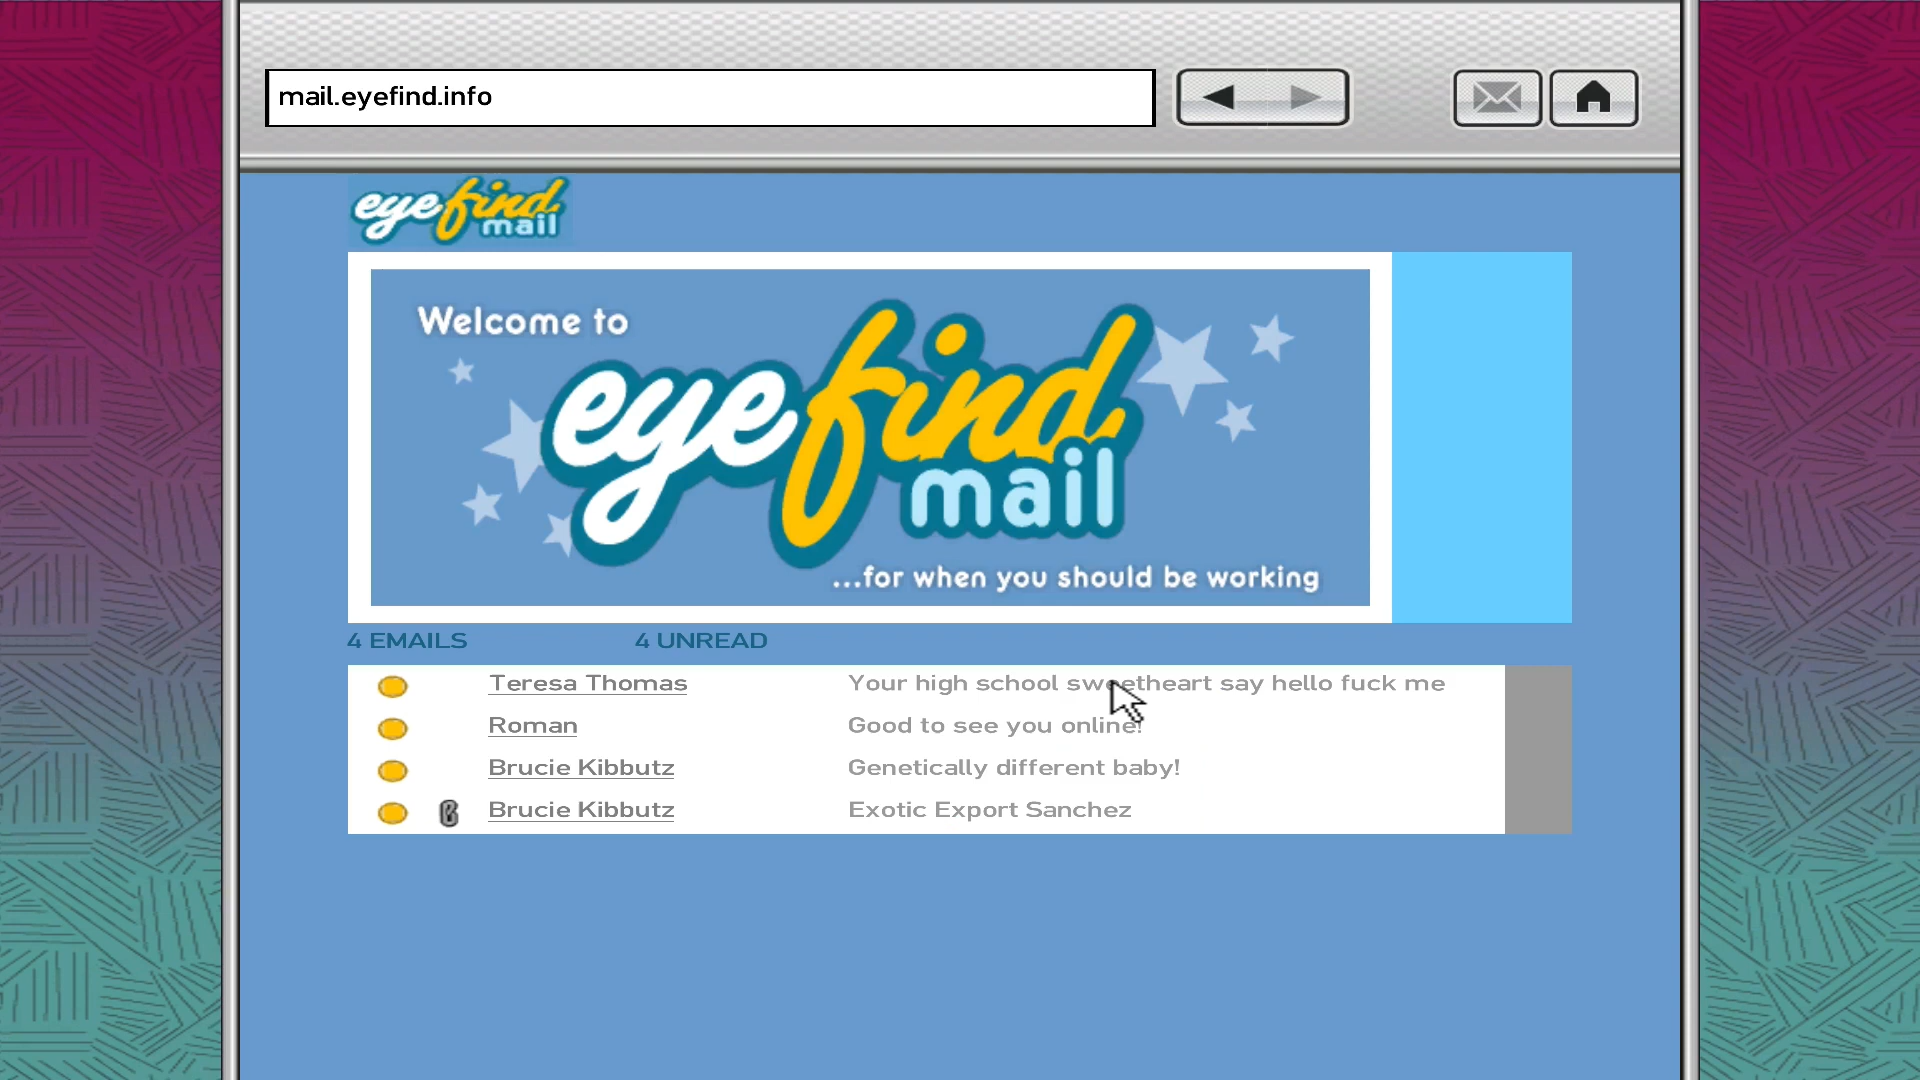 mail.eyefind.info
eyefind mail
Welcome to
eyefind mail
...for when you should be working
4 EMAILS 4 UNREAD
Teresa Thomas Your high school sweetheart say hello fuck me
Roman Good to see you online!
Brucie Kibbutz Genetically different baby!
Brucie Kibbutz Exotic Export Sanchez